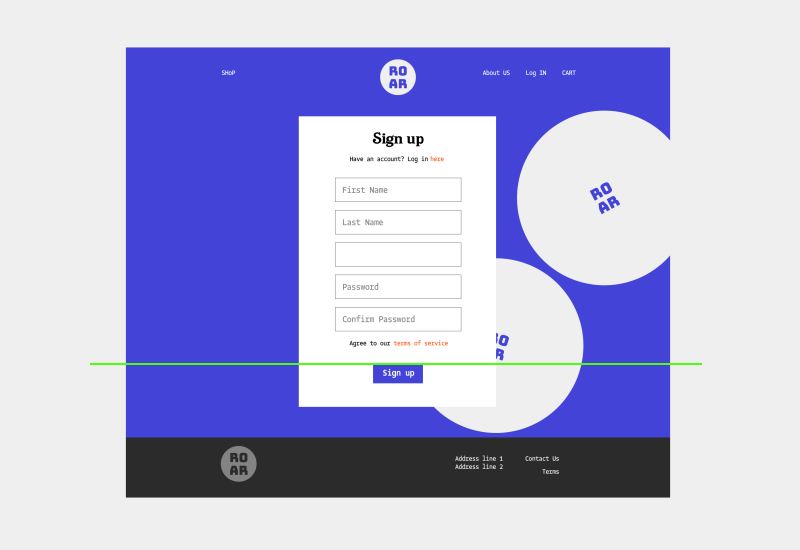 SHoP
RO
AR
About US Log IN CART
Sign up
Have an account? Log in here
First Name
Last Name
Password
Confirm Password
Agree to our terms of service
Sign up
RO
AR
RO
AR
Address line 1
Address line 2
Contact Us
Terms